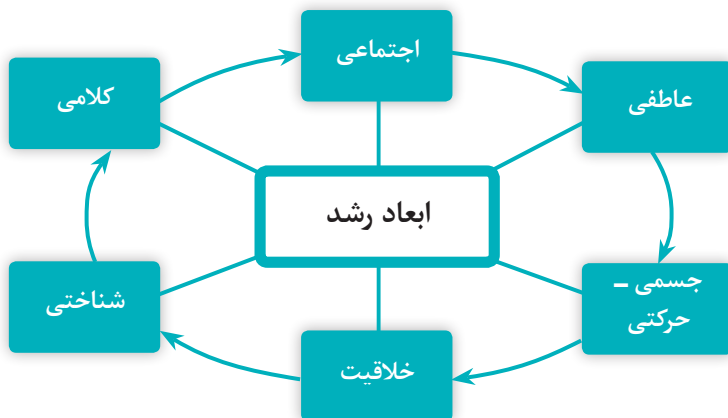 اجتماعی
عاطفی
کلامی
ابعاد رشد
جسمی ـ
حرکتی
شناختی
خلاقیت